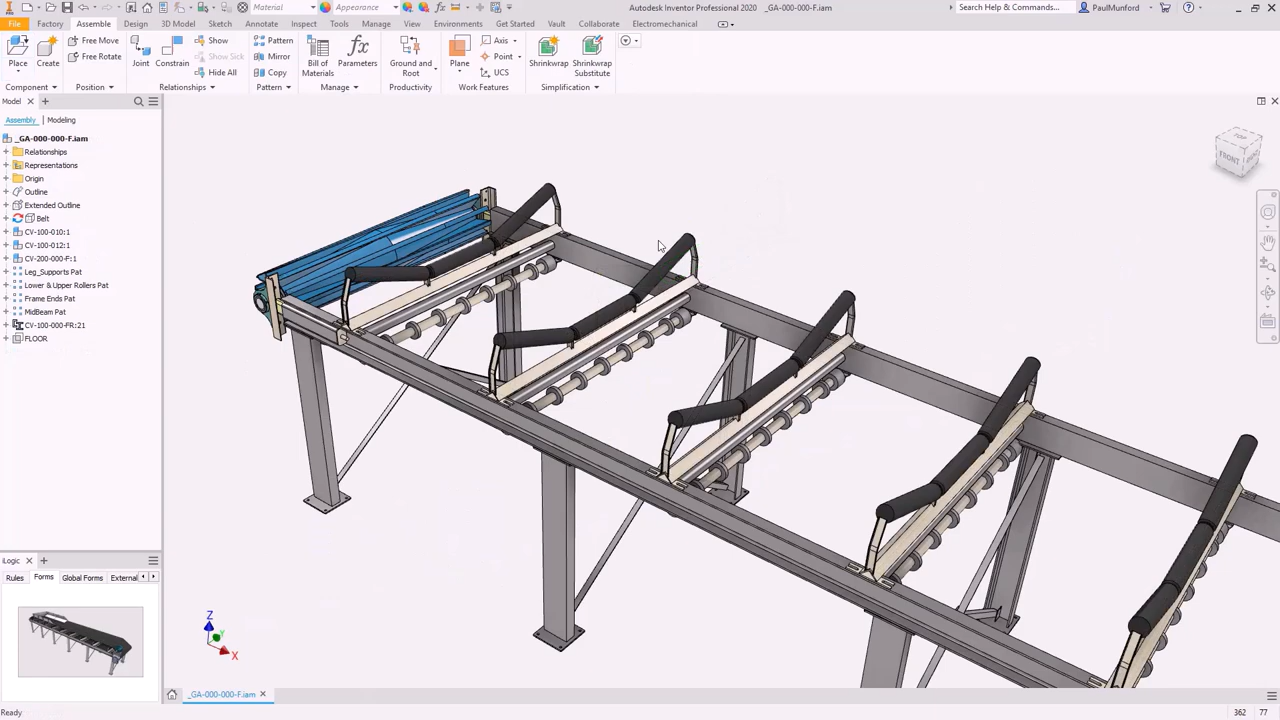 Material
Appearance
Autodesk Inventor Professional 2020 _GA-000-000-F.iam
Search Help & Commands...
PaulMunford
File
Factory
Assemble
Design
3D Model
Sketch
Annotate
Inspect
Tools
Manage
View
Environments
Get Started
Vault
Collaborate
Electromechanical
Place
Create
Free Move
Free Rotate
Joint
Constrain
Show
Show Sick
Hide All
Pattern
Mirror
Copy
Bill of Materials
Parameters
Ground and Root
Plane
Axis
Point
UCS
Shrinkwrap
Shrinkwrap Substitute
Component
Position
Relationships
Pattern
Manage
Productivity
Work Features
Simplification
Model
Assembly
Modeling
_GA-000-000-F.iam
Relationships
Representations
Origin
Outline
Extended Outline
Belt
CV-100-010:1
CV-100-012:1
CV-200-000-F:1
Leg_Supports Pat
Lower & Upper Rollers Pat
Frame Ends Pat
MidBeam Pat
CV-100-000-FR:21
FLOOR
TOP
FRONT
iLogic
Rules
Forms
Global Forms
External
Z
Y
X
_GA-000-000-F.iam
Ready
362
77